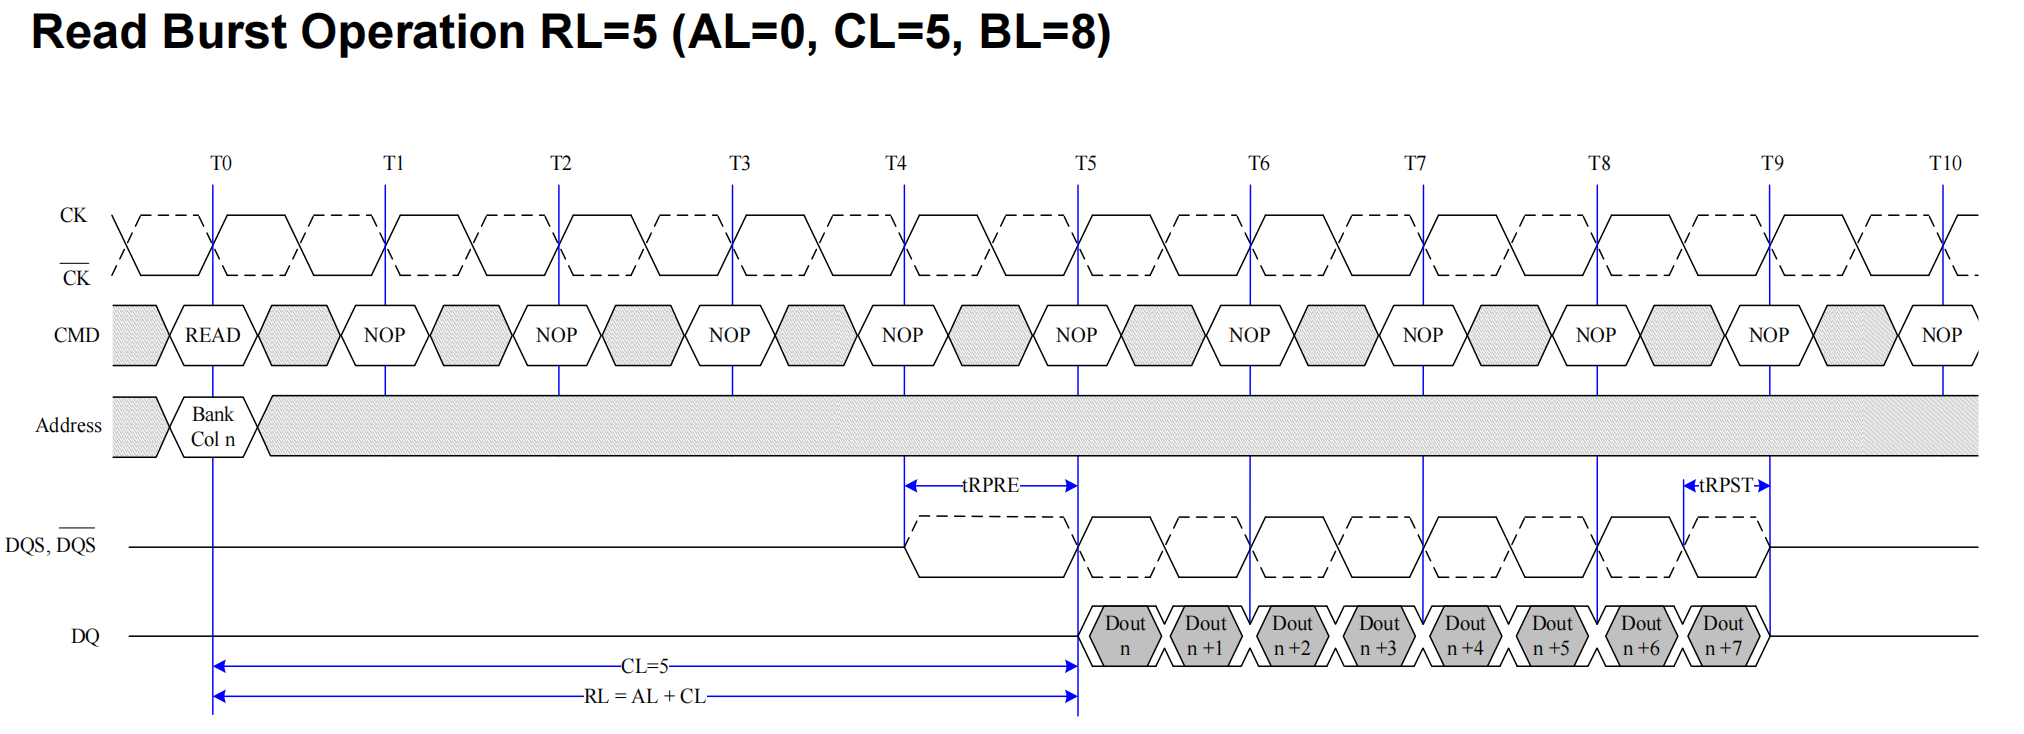 Read Burst Operation RL=5 (AL=0, CL=5, BL=8)
T0 T1 T2 T3 T4 T5 T6 T7 T8 T9 T10
CK
CK
CMD READ NOP NOP NOP NOP NOP NOP NOP NOP NOP NOP
Address Bank
Col n
tRPRE tRPST
DQS, DQS
DQ
Dout Dout Dout Dout Dout Dout Dout Dout
n n +1 n +2 n +3 n +4 n +5 n +6 n +7
CL=5
RL = AL + CL